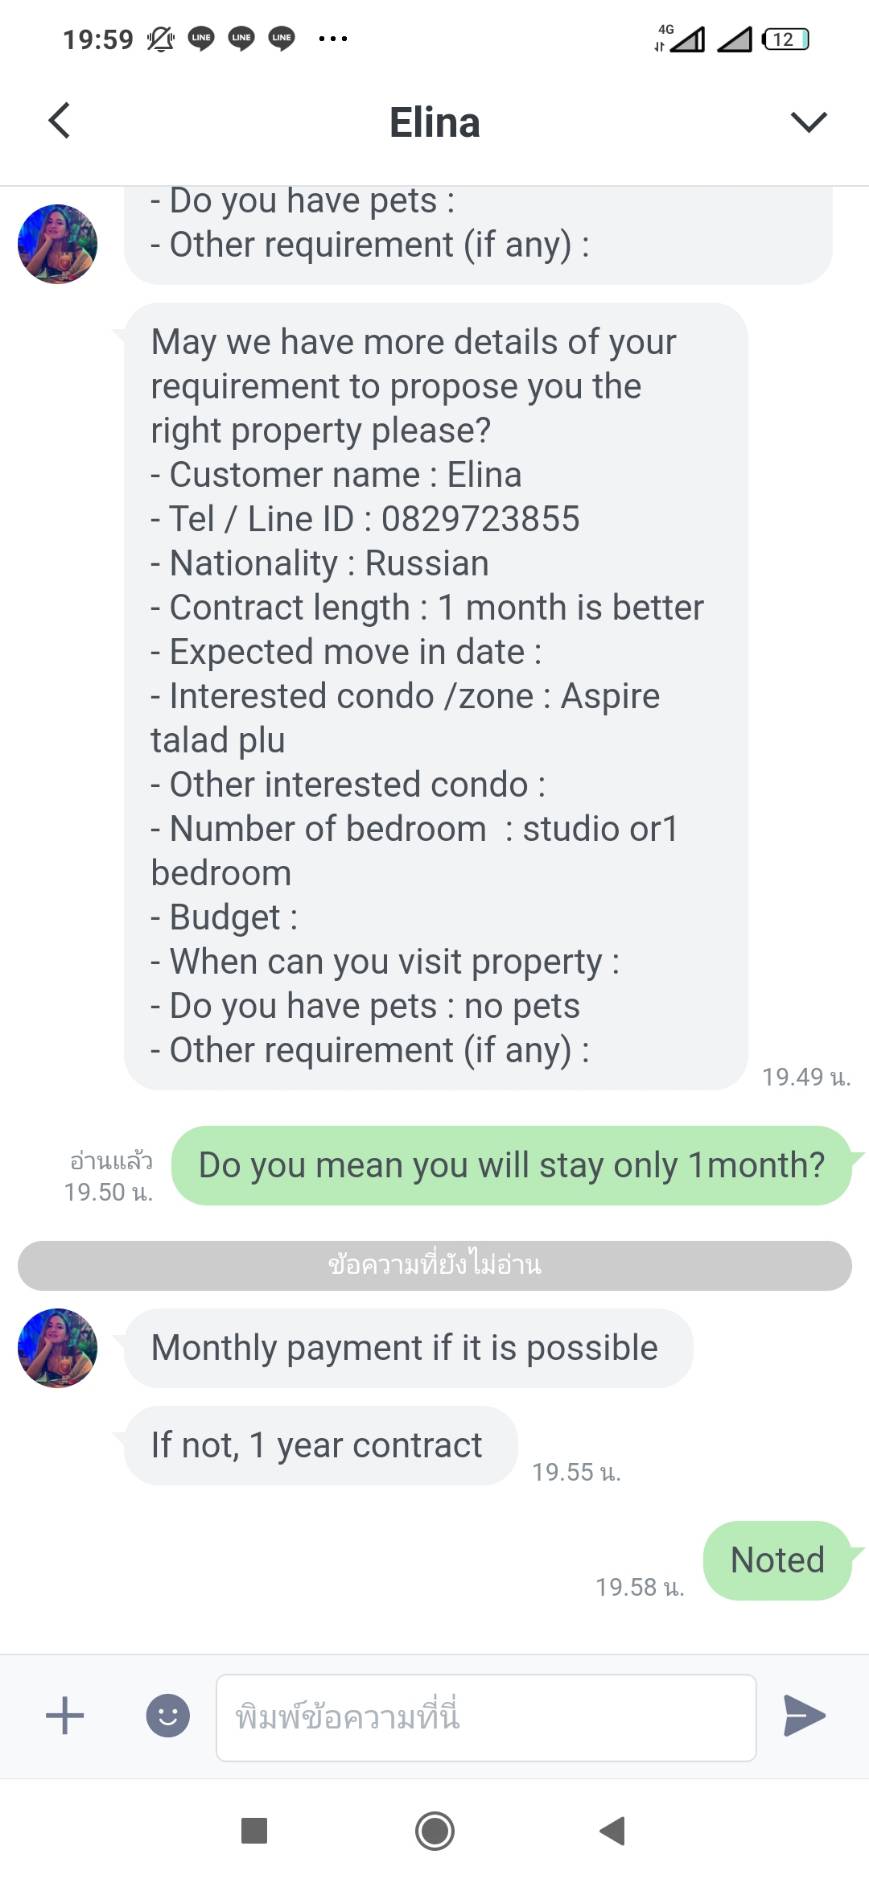 19:59 LINE LINE LINE ... 4G 12
Elina
- Do you have pets :
- Other requirement (if any) :
May we have more details of your
requirement to propose you the
right property please?
- Customer name : Elina
- Tel / Line ID : 0829723855
- Nationality : Russian
- Contract length : 1 month is better
- Expected move in date :
- Interested condo /zone : Aspire
talad plu
- Other interested condo :
- Number of bedroom  : studio or1
bedroom
- Budget :
- When can you visit property :
- Do you have pets : no pets
- Other requirement (if any) :
19.49 น.
อ่านแล้ว
19.50 น.
Do you mean you will stay only 1month?
ข้อความที่ยังไม่อ่าน
Monthly payment if it is possible
If not, 1 year contract
19.55 น.
Noted
19.58 น.
พิมพ์ข้อความที่นี่